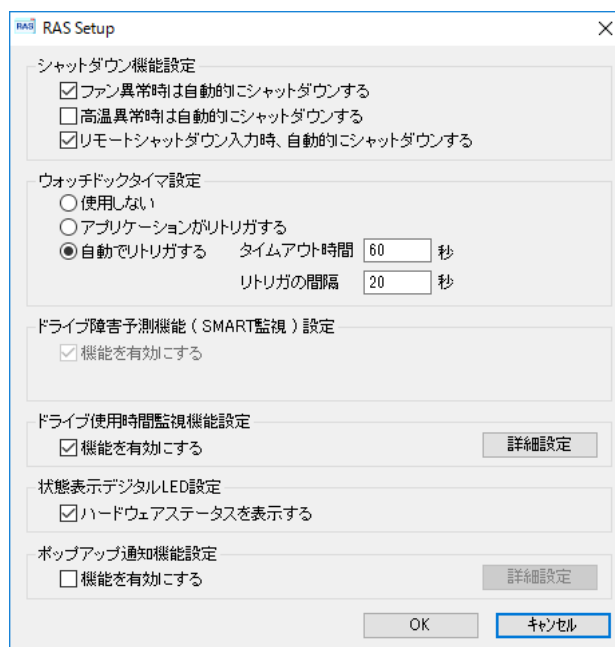 RAS RAS Setup
シャットダウン機能設定
ファン異常時は自動的にシャットダウンする
高温異常時は自動的にシャットダウンする
リモートシャットダウン入力時、自動的にシャットダウンする
ウォッチドックタイマ設定
使用しない
アプリケーションがリトリガする
自動でリトリガする タイムアウト時間 60 秒
リトリガの間隔 20 秒
ドライブ障害予測機能 ( SMART監視 ) 設定
機能を有効にする
ドライブ使用時間監視機能設定
機能を有効にする 詳細設定
状態表示デジタルLED設定
ハードウェアステータスを表示する
ポップアップ通知機能設定
機能を有効にする 詳細設定
OK キャンセル